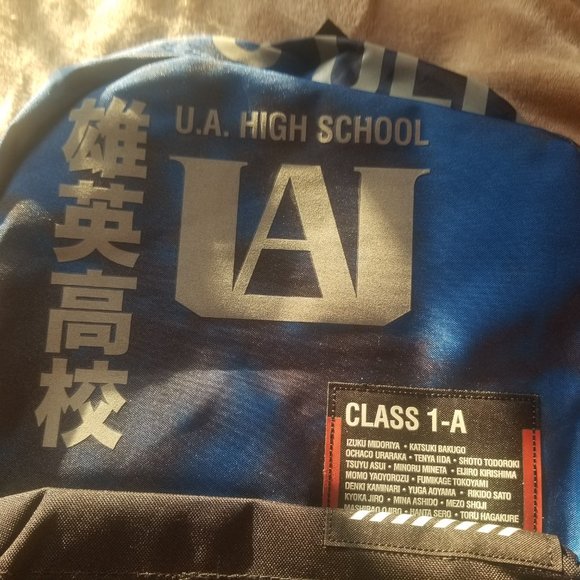 雄英高校
U.A. HIGH SCHOOL
UA
CLASS 1-A
IZUKU MIDORIYA • KATSUKI BAKUGO
OCHACO URARAKA • TENYA IIDA • SHOTO TODOROKI
TSUYU ASUI • MINORU MINETA • EIJIRO KIRISHIMA
MOMO YAOYOROZU • FUMIKAGE TOKOYAMI
DENKI KAMINARI • YUGA AOYAMA • RIKIDO SATO
KYOKA JIRO • MINA ASHIDO • MEZO SHOJI
MASHIRAO OJIRO • HANTA SERO • TORU HAGAKURE